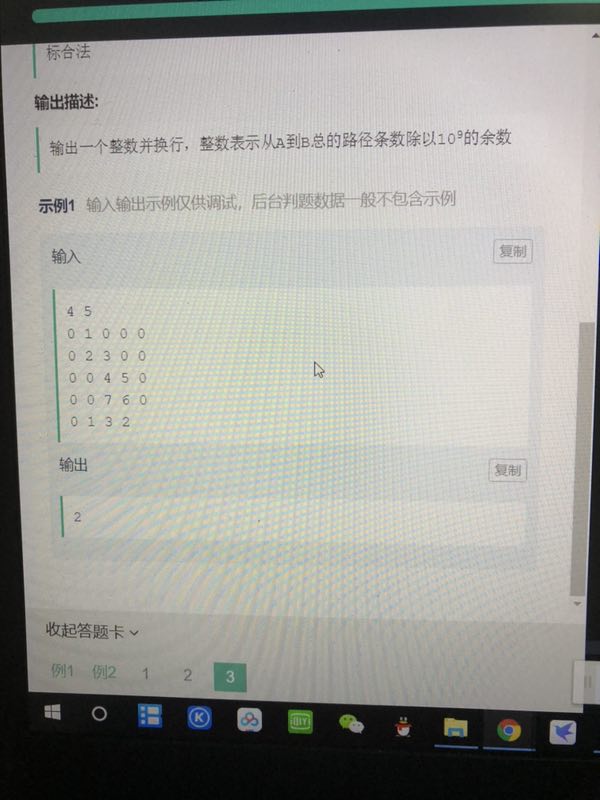 标合法
输出描述:
输出一个整数并换行，整数表示从A到B总的路径条数除以10⁹的余数
示例1 输入输出示例仅供调试，后台判题数据一般不包含示例
输入
复制
4 5
0 1 0 0 0
0 2 3 0 0
0 0 4 5 0
0 0 7 6 0
0 1 3 2
输出
复制
2
收起答题卡
例1 例2 1 2 3
K
iQIYI